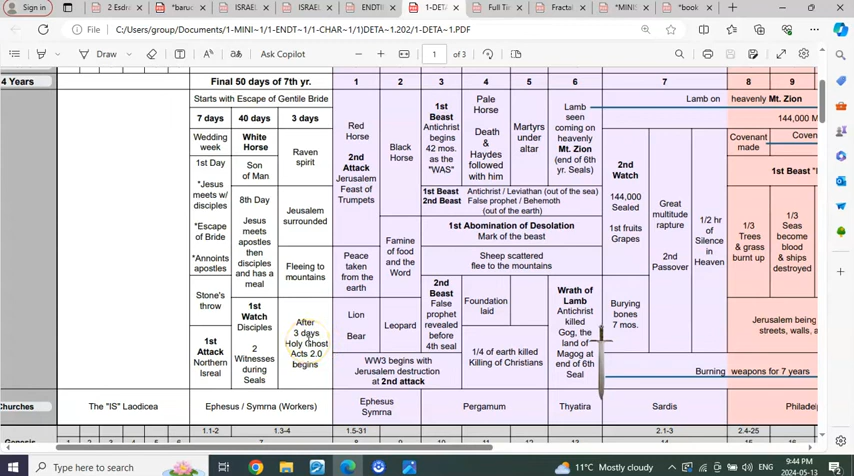 Sign in
2 Esdra
*baruc
ISRAEL
ISRAEL
ENDTI
1-DETA
Full Tir
Fractal
*MINIS
*book
File
C:/Users/group/Documents/1-MINI~1/1-ENDT~1/1-CHAR~1/1)DETA~1.202/1-DETA~1.PDF
Draw
Ask Copilot
1
of 3
4 Years
Final 50 days of 7th yr.
1
2
3
4
5
6
7
8
9
Starts with Escape of Gentile Bride
7 days
40 days
3 days
Wedding
week
1st Day
*Jesus
meets w/
disciples
*Escape
of Bride
*Annoints
apostles
Stone's
throw
1st
Attack
Northern
Isreal
White
Horse
Son
of Man
8th Day
Jesus
meets
apostles
then
disciples
and has a
meal
1st
Watch
Disciples
2
Witnesses
during
Seals
Raven
spirit
Jerusalem
surrounded
Fleeing to
mountains
After
3 days
Holy Ghost
Acts 2.0
begins
Red
Horse
2nd
Attack
Jerusalem
Feast of
Trumpets
Peace
taken
from the
earth
Lion
Bear
Black
Horse
Famine
of food
and the
Word
Leopard
WW3 begins with
Jerusalem destruction
at 2nd attack
1st
Beast
Antichrist
begins
42 mos.
as the
"WAS"
Pale
Horse
Death
&
Haydes
followed
with him
Martyrs
under
altar
1st Beast Antichrist / Leviathan (out of the sea)
2nd Beast False prophet / Behemoth
(out of the earth)
1st Abomination of Desolation
Mark of the beast
Sheep scattered
flee to the mountains
2nd
Beast
False
prophet
revealed
before
4th seal
Foundation
laid
1/4 of earth killed
Killing of Christians
Lamb
seen
coming on
heavenly
Mt. Zion
(end of 6th
yr. Seals)
Wrath of
Lamb
Antichrist
killed
Gog, the
land of
Magog at
end of 6th
Seal
Lamb on heavenly Mt. Zion
144,000 M
2nd
Watch
144,000
Sealed
1st fruits
Grapes
Burying
bones
7 mos.
Great
multitude
rapture
2nd
Passover
1/2 hr
of
Silence
in
Heaven
Covenant
made
Coven
1st Beast "
1/3
Trees
& grass
burnt up
1/3
Seas
become
blood
& ships
destroyed
Jerusalem being
streets, walls, a
Burning weapons for 7 years
Churches
The "IS" Laodicea
Ephesus / Symrna (Workers)
Ephesus
Symrna
Pergamum
Thyatira
Sardis
Philade
1.1-2
1.3-4
1.5-31
2.1-3
2.4-25
Genesis
Type here to search
11°C Mostly cloudy
ENG
9:44 PM
2024-05-13